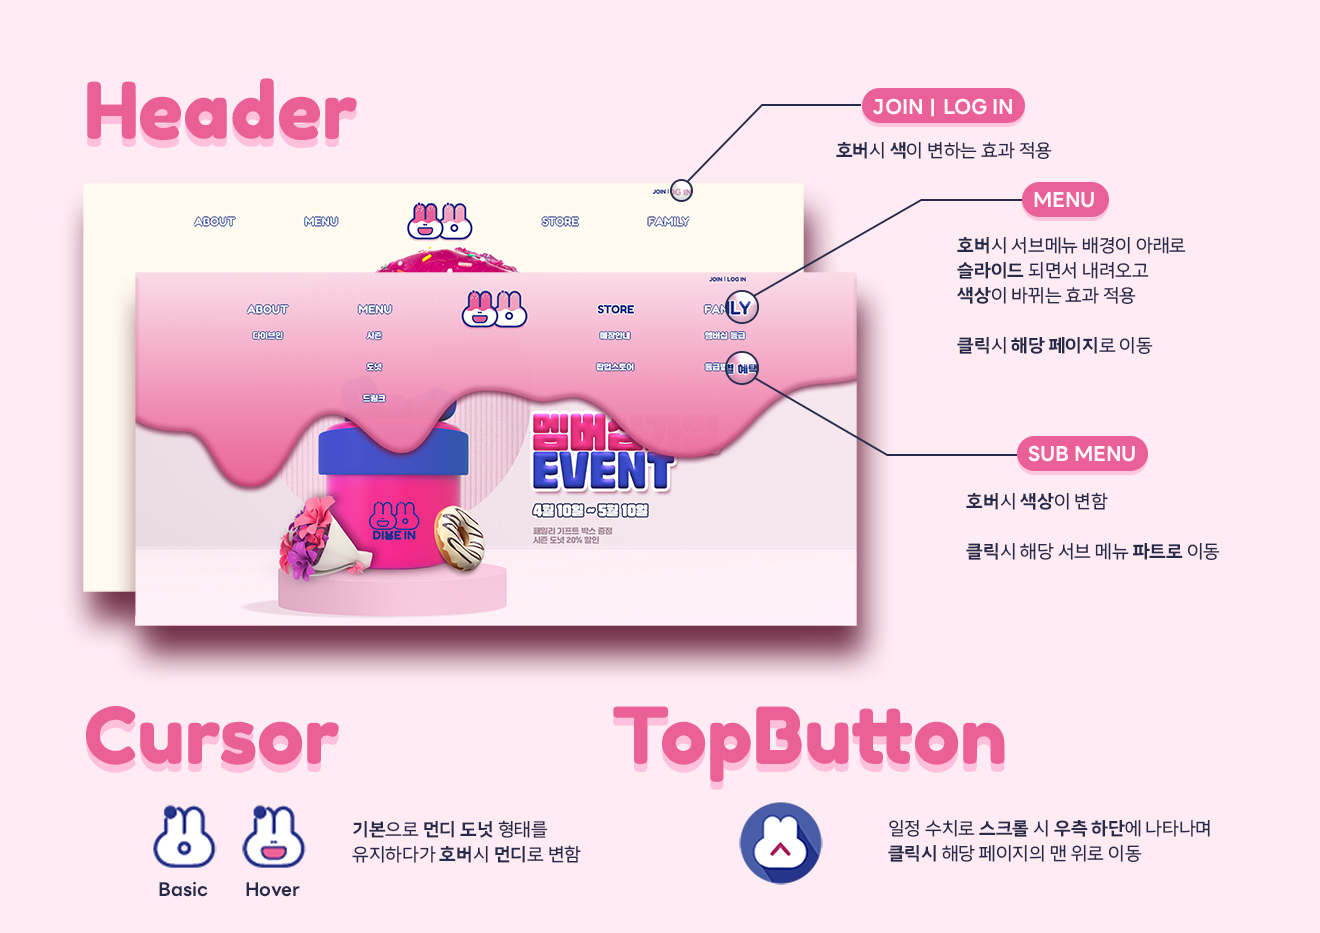 Header
JOIN | LOG IN
호버시 색이 변하는 효과 적용
MENU
호버시 서브메뉴 배경이 아래로
슬라이드 되면서 내려오고
색상이 바뀌는 효과 적용
클릭시 해당 페이지로 이동
SUB MENU
호버시 색상이 변함
클릭시 해당 서브 메뉴 파트로 이동
JOIN | LOG IN
ABOUT MENU STORE FAMILY
JOIN | LOG IN
ABOUT MENU STORE FAMILY
다이브인 시즌 매장안내 멤버십 등급
도넛 팝업스토어 등급별 혜택
드링크
EVENT
4월 10일 ~ 5월 10일
패밀리 기프트 박스 증정
시즌 도넛 20% 할인
DIVE IN
Cursor
Basic
Hover
기본으로 먼디 도넛 형태를
유지하다가 호버시 먼디로 변함
TopButton
일정 수치로 스크롤 시 우측 하단에 나타나며
클릭시 해당 페이지의 맨 위로 이동